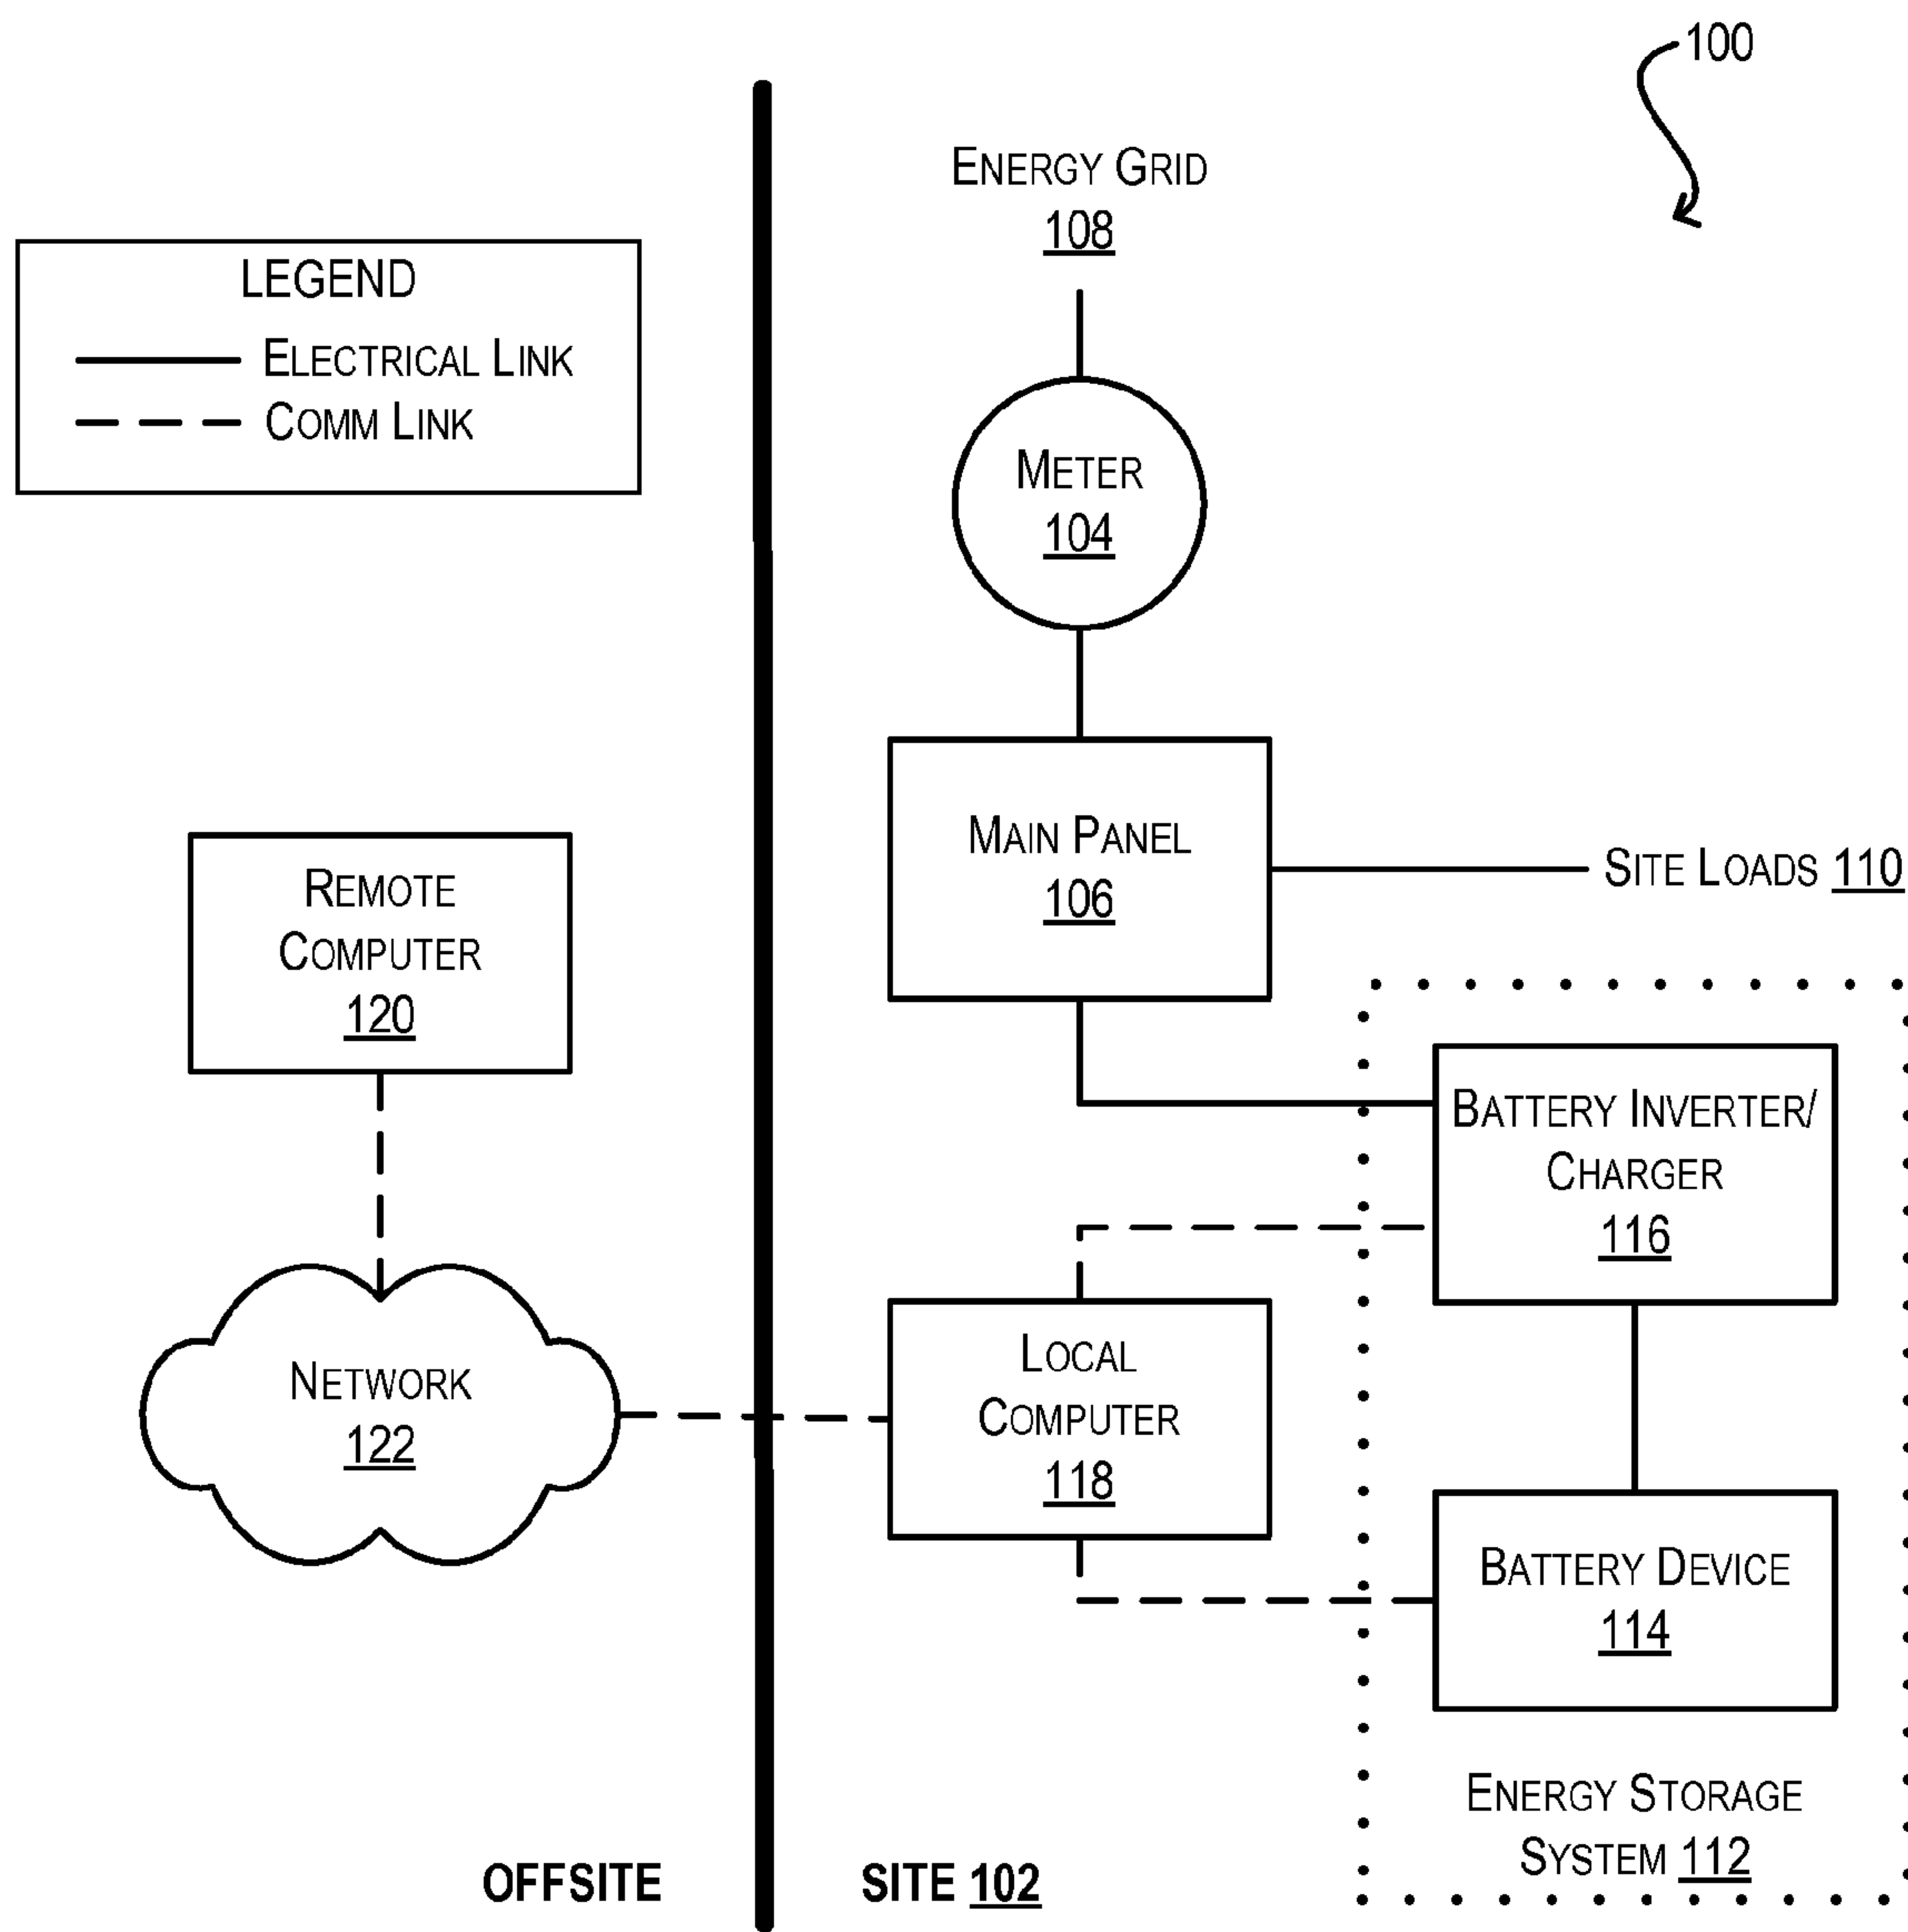 100
ENERGY GRID
108
LEGEND
ELECTRICAL LINK
COMM LINK
METER
104
MAIN PANEL
106
SITE LOADS 110
REMOTE
COMPUTER
120
BATTERY INVERTER/
CHARGER
116
NETWORK
122
LOCAL
COMPUTER
118
BATTERY DEVICE
114
ENERGY STORAGE
SYSTEM 112
OFFSITE
SITE 102